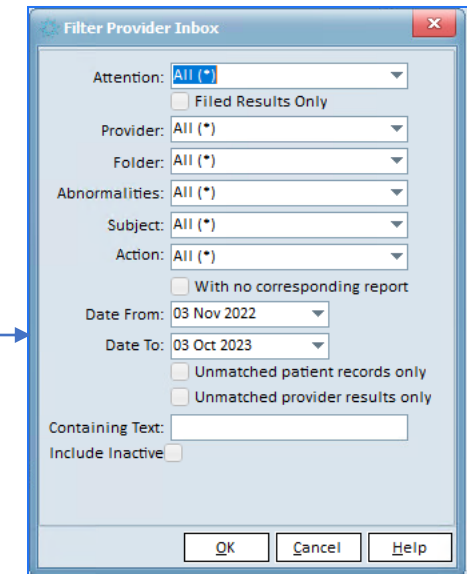 Filter Provider Inbox
Attention: All (*)
Filed Results Only
Provider: All (*)
Folder: All (*)
Abnormalities: All (*)
Subject: All (*)
Action: All (*)
With no corresponding report
Date From: 03 Nov 2022
Date To: 03 Oct 2023
Unmatched patient records only
Unmatched provider results only
Containing Text:
Include Inactive
OK Cancel Help